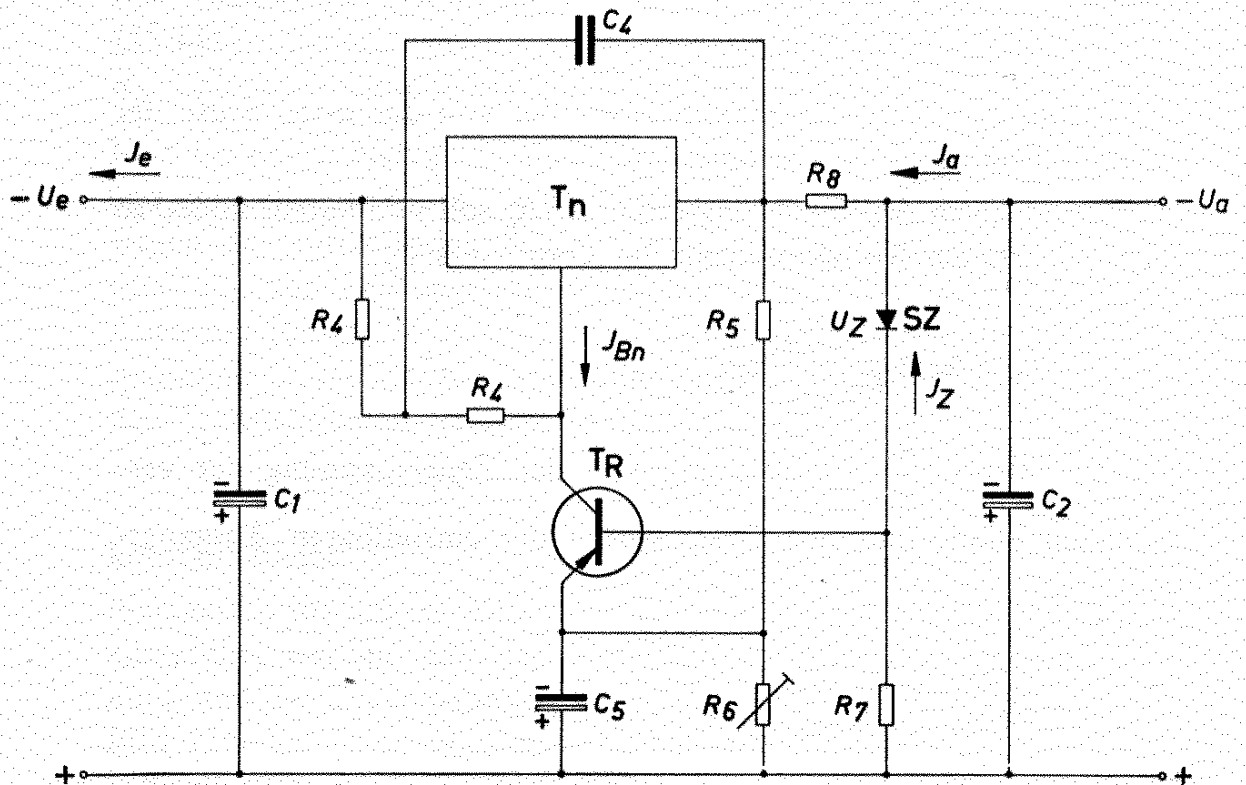 C4
Je
Ja
R8
– Ue
Tn
– Ua
R4
JBn
R5
UZ
SZ
JZ
R4
TR
–
C1
+
–
C2
+
–
C5
+
R6
R7
+
+